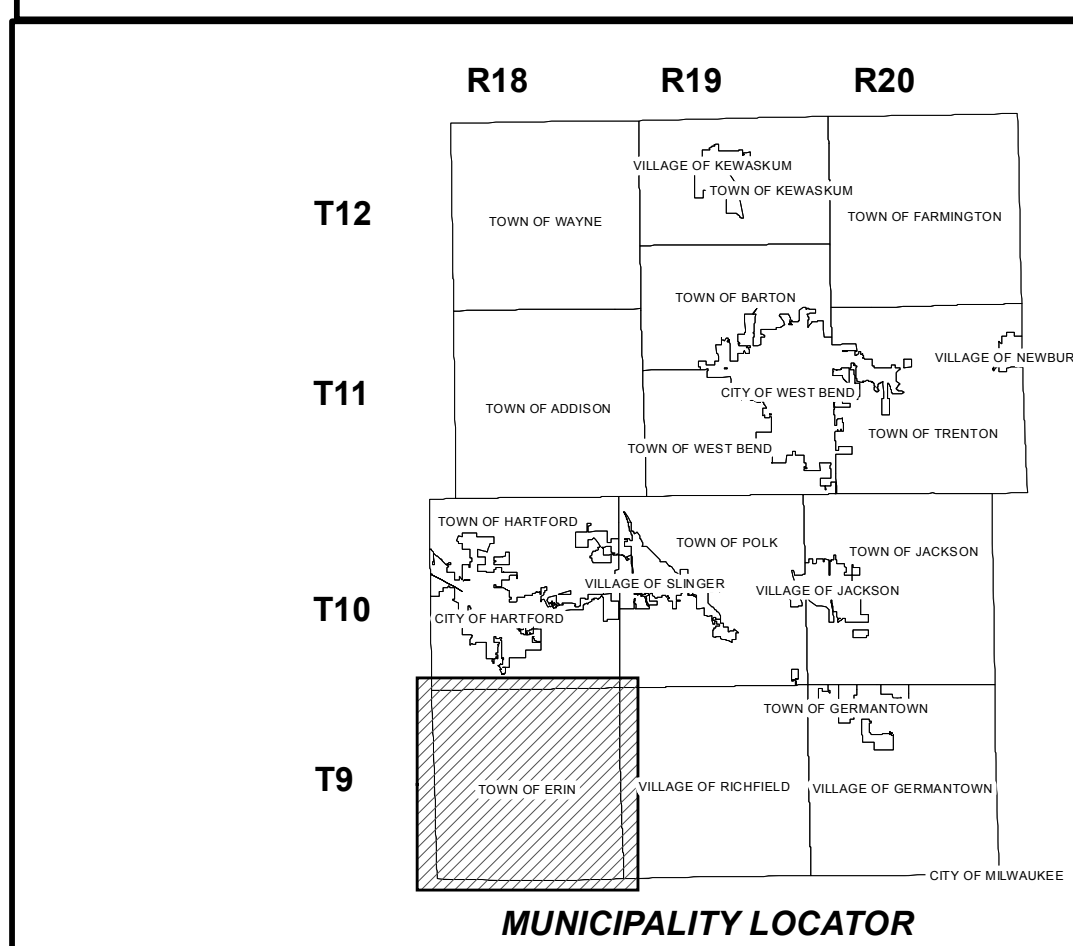 R18 R19 R20
T12
VILLAGE OF KEWASKUM
TOWN OF KEWASKUM
TOWN OF WAYNE
TOWN OF FARMINGTON
TOWN OF BARTON
VILLAGE OF NEWBUR
T11
CITY OF WEST BEND
TOWN OF ADDISON
TOWN OF TRENTON
TOWN OF WEST BEND
TOWN OF HARTFORD
TOWN OF POLK
TOWN OF JACKSON
VILLAGE OF SLINGER
VILLAGE OF JACKSON
T10
CITY OF HARTFORD
TOWN OF GERMANTOWN
T9
TOWN OF ERIN
VILLAGE OF RICHFIELD
VILLAGE OF GERMANTOWN
CITY OF MILWAUKEE
MUNICIPALITY LOCATOR